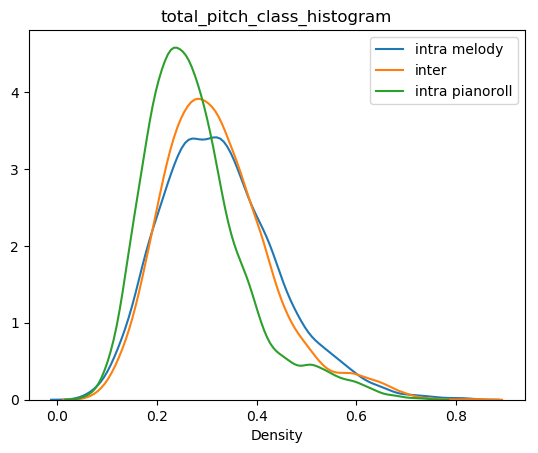 total_pitch_class_histogram
intra melody
inter
intra pianoroll
4
3
2
1
0
0.0 0.2 0.4 0.6 0.8
Density